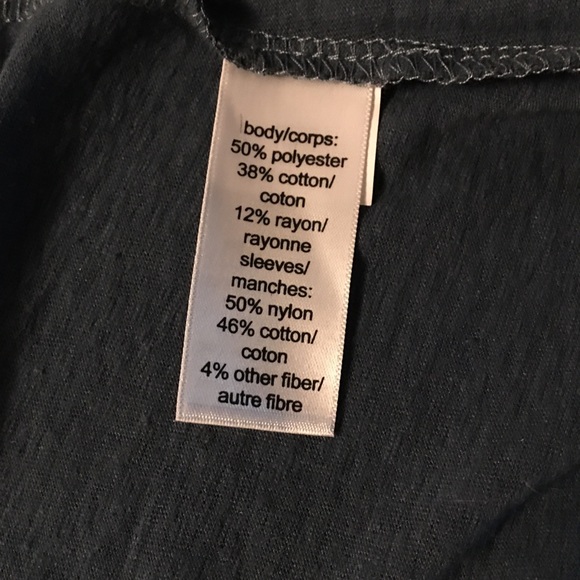 body/corps:
50% polyester
38% cotton/
coton
12% rayon/
rayonne
sleeves/
manches:
50% nylon
46% cotton/
coton
4% other fiber/
autre fibre